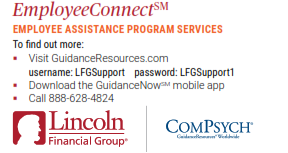 EmployeeConnect℠
EMPLOYEE ASSISTANCE PROGRAM SERVICES
To find out more:
▪ Visit GuidanceResources.com
username: LFGSupport password: LFGSupport1
▪ Download the GuidanceNow℠ mobile app
▪ Call 888-628-4824
Lincoln
Financial Group®
COMPSYCH®
GuidanceResources® Worldwide